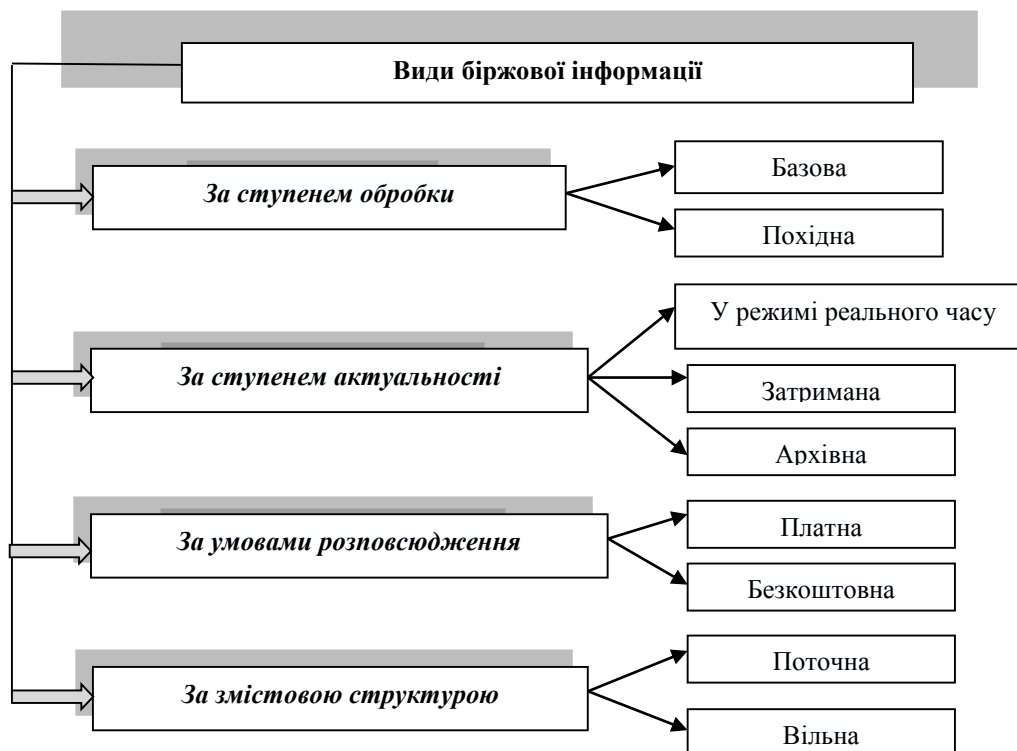 Види біржової інформації
За ступенем обробки
Базова
Похідна
За ступенем актуальності
У режимі реального часу
Затримана
Архівна
За умовами розповсюдження
Платна
Безкоштовна
За змістовою структурою
Поточна
Вільна